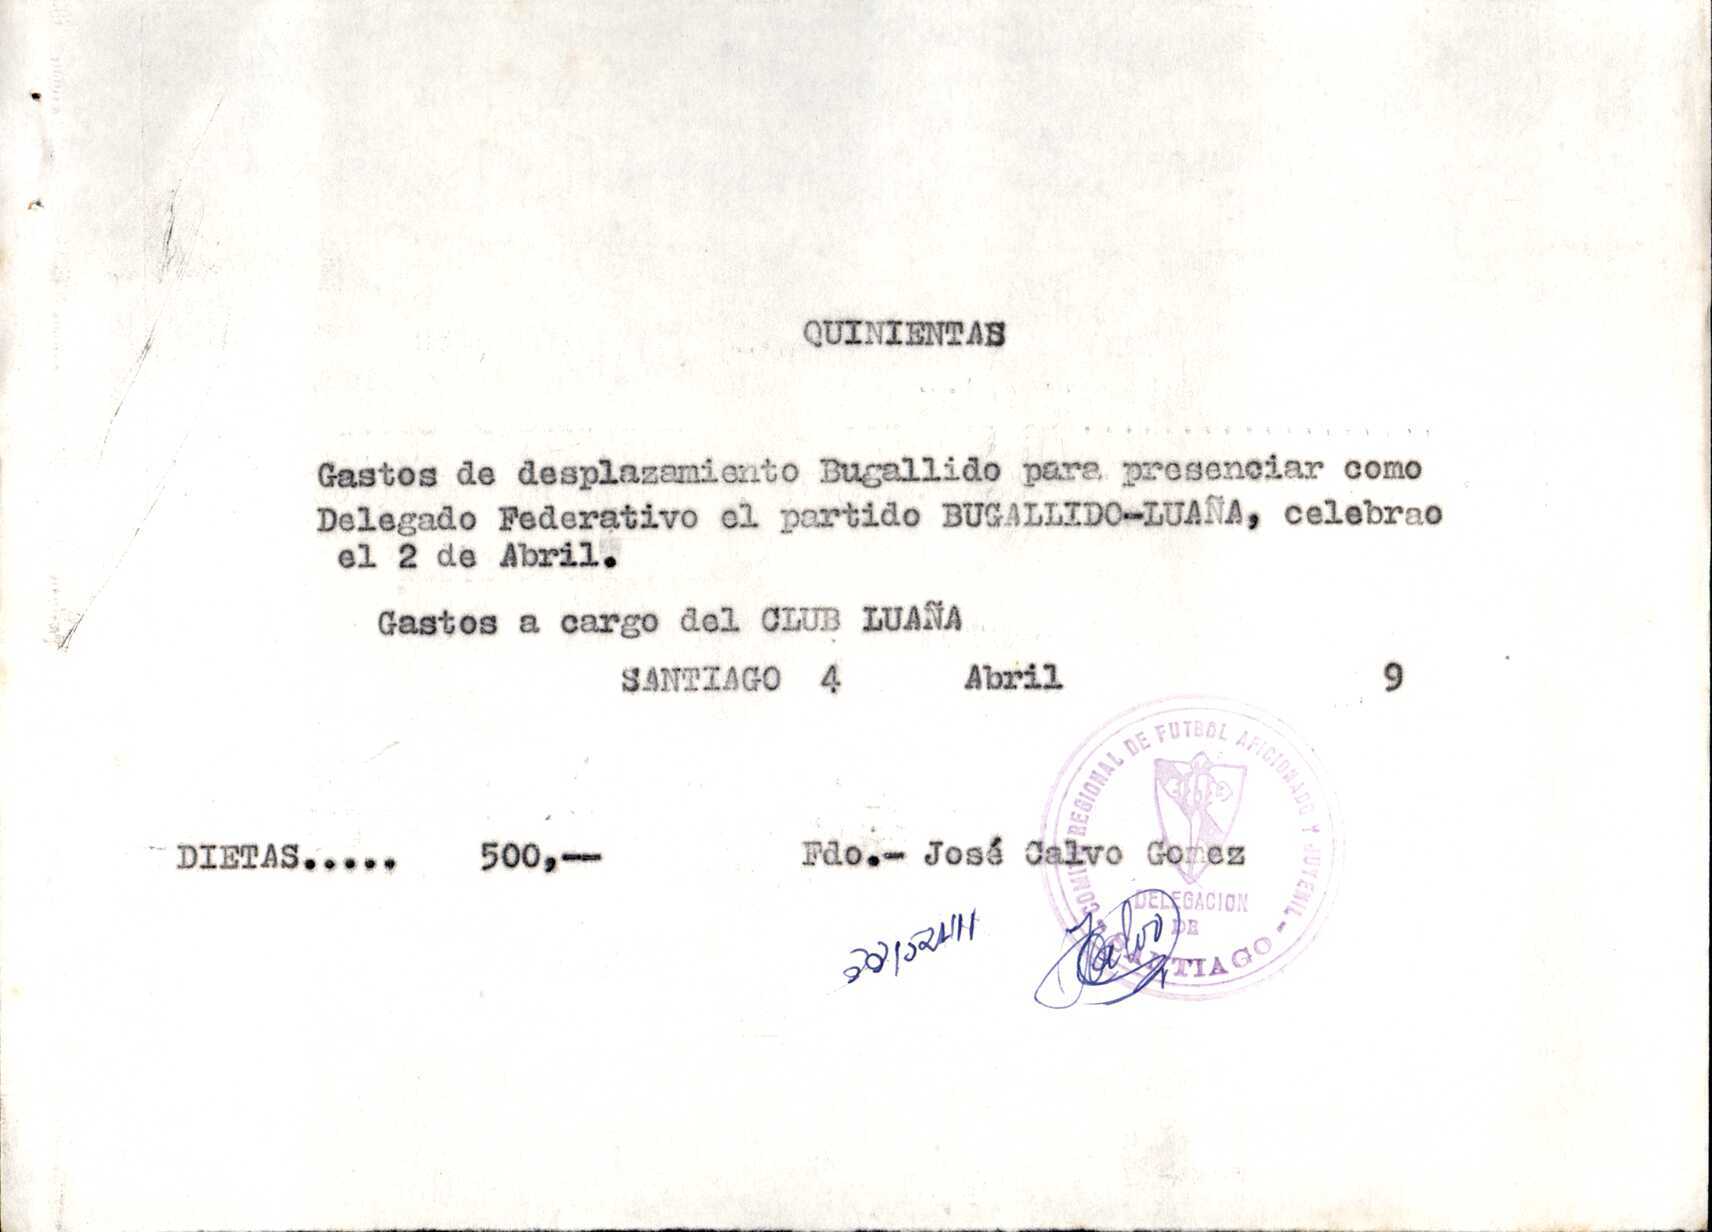 QUINIENTAS
Gastos de desplazamiento Bugallido para presenciar como
Delegado Federativo el partido BUGALLIDO-LUAÑA, celebrao
el 2 de Abril.
Gastos a cargo del CLUB LUAÑA
SANTIAGO 4 Abril 9
DIETAS..... 500,--
Fdo.- José Calvo Gomez
COMITE REGIONAL DE FUTBOL AFICIONADO Y JUVENIL
DELEGACION
DE
SANTIAGO